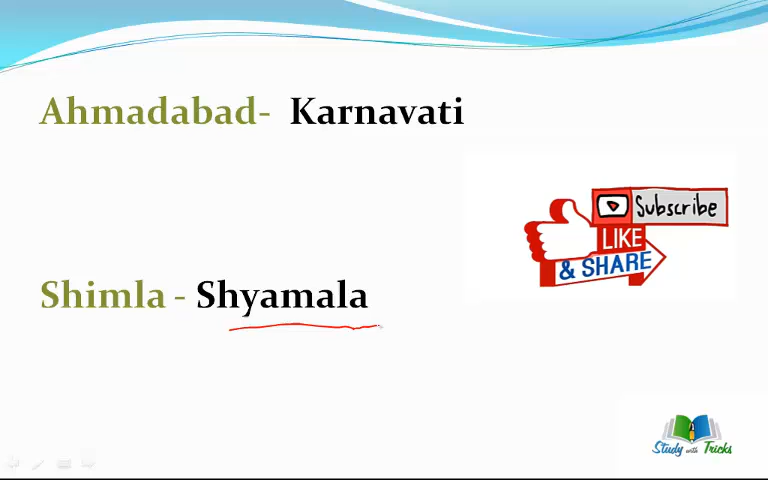 Ahmadabad- Karnavati
Subscribe
LIKE
& SHARE
Shimla - Shyamala
Study with Tricks